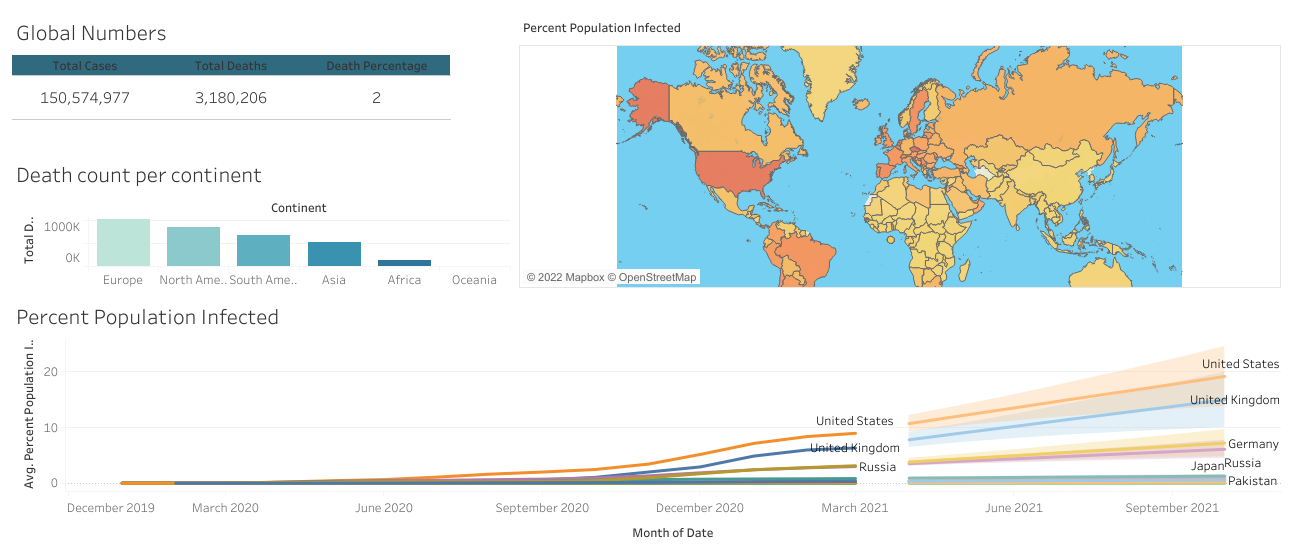 Global Numbers
Total Cases Total Deaths Death Percentage
150,574,977 3,180,206 2
Death count per continent
Continent
Total D..
1000K
0K
Europe North Ame.. South Ame.. Asia Africa Oceania
Percent Population Infected
© 2022 Mapbox © OpenStreetMap
Percent Population Infected
Avg. Percent Population I..
20
10
0
United States
United Kingdom
Russia
United States
United Kingdom
Germany
Japan
Russia
Pakistan
December 2019 March 2020 June 2020 September 2020 December 2020 March 2021 June 2021 September 2021
Month of Date